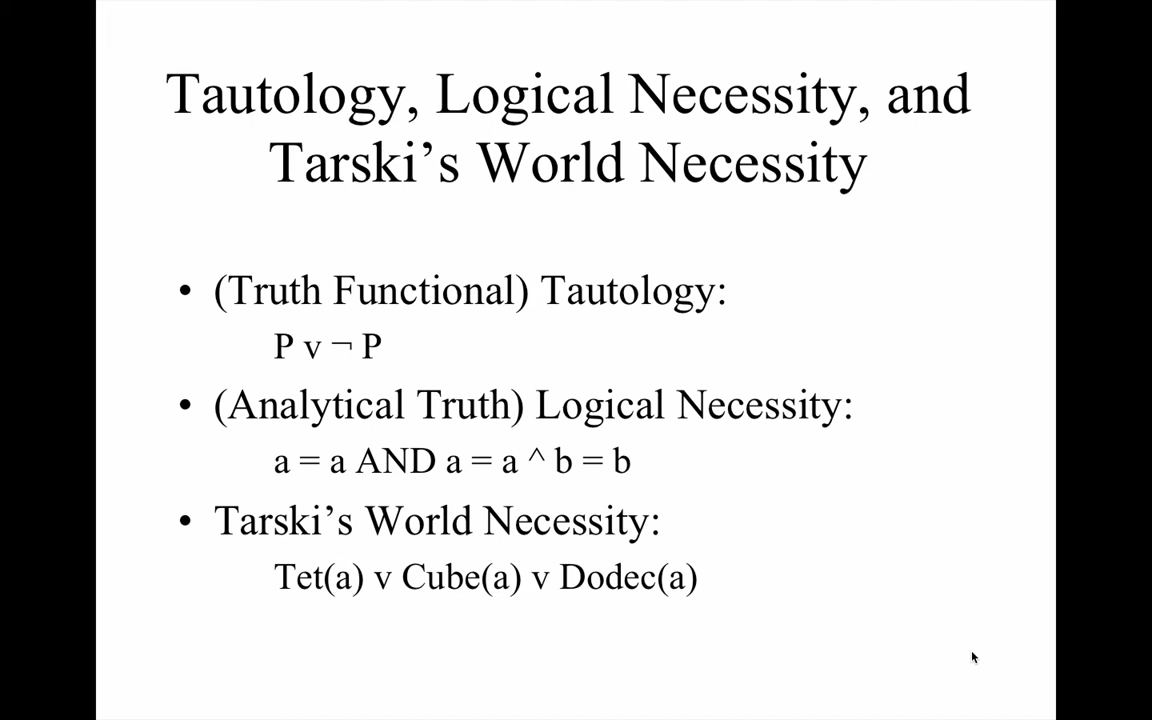 Tautology, Logical Necessity, and
Tarski’s World Necessity
• (Truth Functional) Tautology:
P v ¬ P
• (Analytical Truth) Logical Necessity:
a = a AND a = a ^ b = b
• Tarski’s World Necessity:
Tet(a) v Cube(a) v Dodec(a)